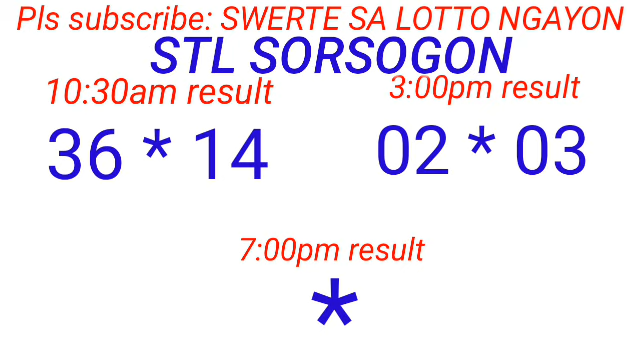 Pls subscribe: SWERTE SA LOTTO NGAYON
STL SORSOGON
10:30am result
3:00pm result
36 * 14
02 * 03
7:00pm result
*